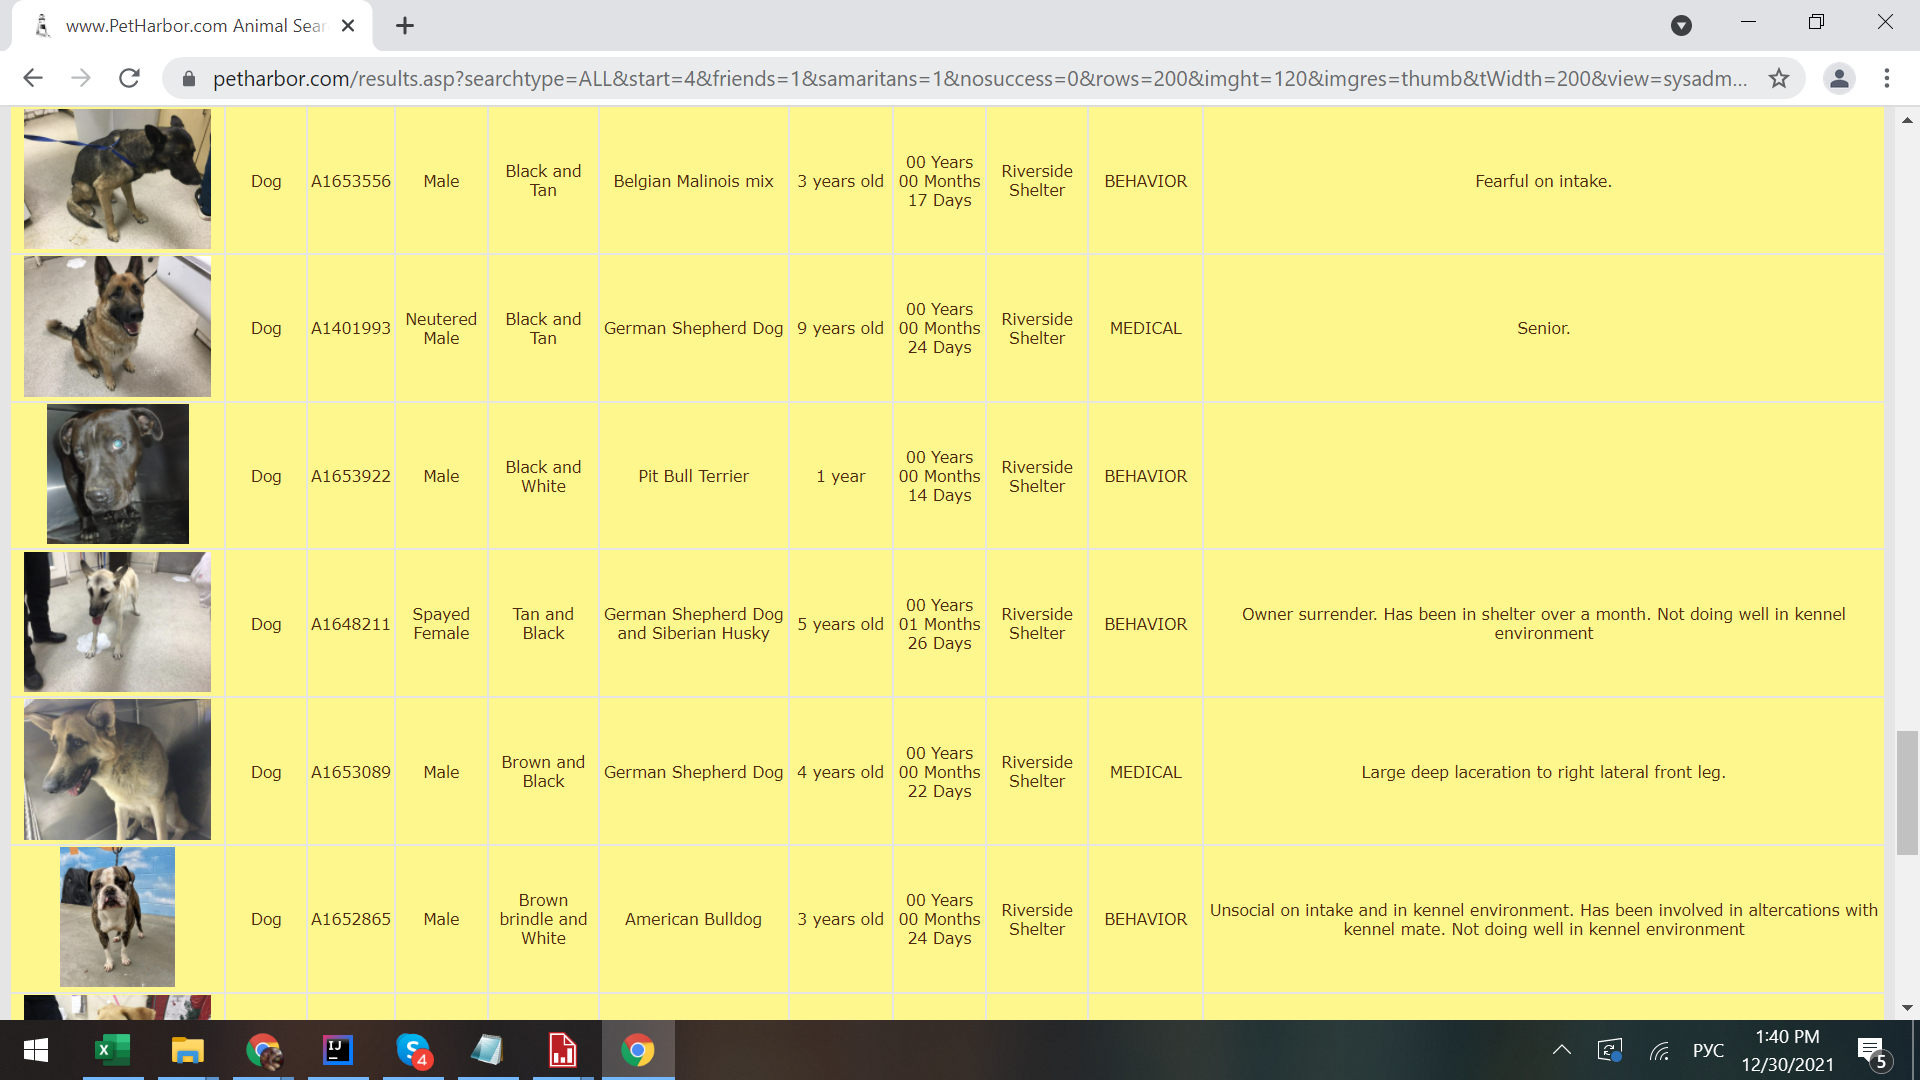 www.PetHarbor.com Animal Sear
petharbor.com/results.asp?searchtype=ALL&start=4&friends=1&samaritans=1&nosuccess=0&rows=200&imght=120&imgres=thumb&tWidth=200&view=sysadm...
Dog
A1653556
Male
Black and
Tan
Belgian Malinois mix
3 years old
00 Years
00 Months
17 Days
Riverside
Shelter
BEHAVIOR
Fearful on intake.
Dog
A1401993
Neutered
Male
Black and
Tan
German Shepherd Dog
9 years old
00 Years
00 Months
24 Days
Riverside
Shelter
MEDICAL
Senior.
Dog
A1653922
Male
Black and
White
Pit Bull Terrier
1 year
00 Years
00 Months
14 Days
Riverside
Shelter
BEHAVIOR
Dog
A1648211
Spayed
Female
Tan and
Black
German Shepherd Dog
and Siberian Husky
5 years old
00 Years
01 Months
26 Days
Riverside
Shelter
BEHAVIOR
Owner surrender. Has been in shelter over a month. Not doing well in kennel
environment
Dog
A1653089
Male
Brown and
Black
German Shepherd Dog
4 years old
00 Years
00 Months
22 Days
Riverside
Shelter
MEDICAL
Large deep laceration to right lateral front leg.
Dog
A1652865
Male
Brown
brindle and
White
American Bulldog
3 years old
00 Years
00 Months
24 Days
Riverside
Shelter
BEHAVIOR
Unsocial on intake and in kennel environment. Has been involved in altercations with
kennel mate. Not doing well in kennel environment
X
IJ
S
4
РУС
1:40 PM
12/30/2021
5